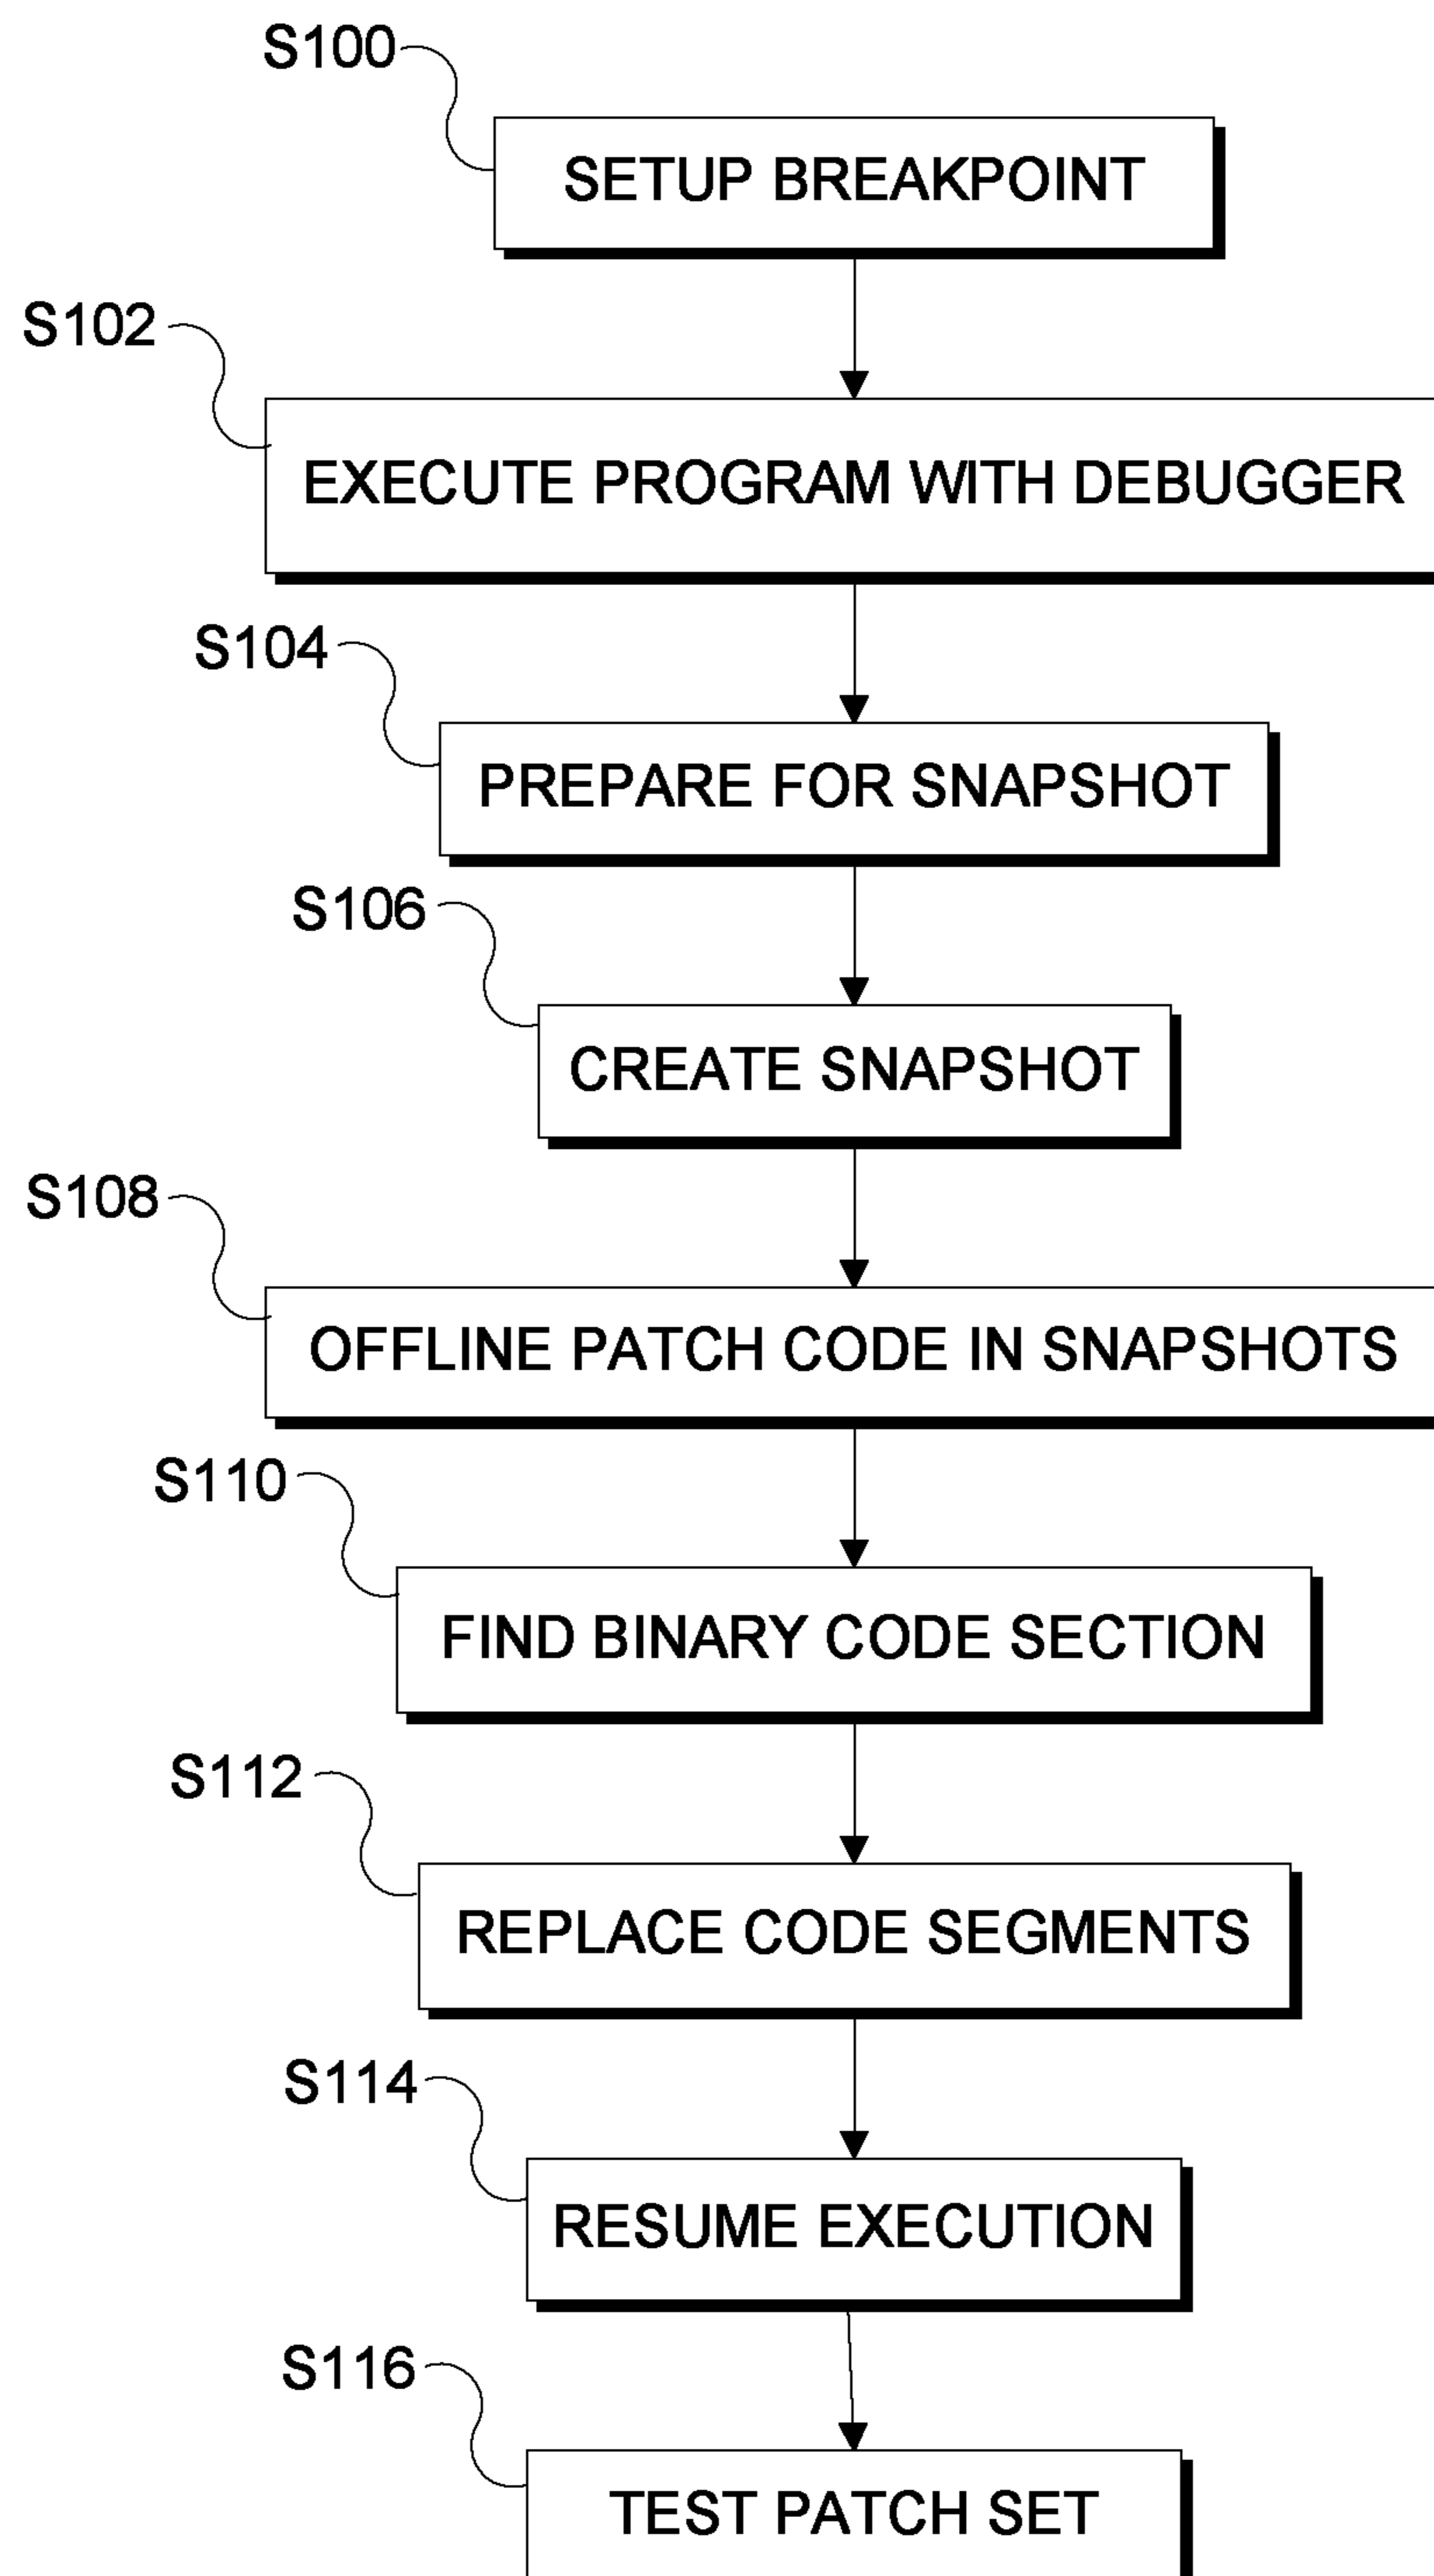 S100
SETUP BREAKPOINT
S102
EXECUTE PROGRAM WITH DEBUGGER
S104
PREPARE FOR SNAPSHOT
S106
CREATE SNAPSHOT
S108
OFFLINE PATCH CODE IN SNAPSHOTS
S110
FIND BINARY CODE SECTION
S112
REPLACE CODE SEGMENTS
S114
RESUME EXECUTION
S116
TEST PATCH SET